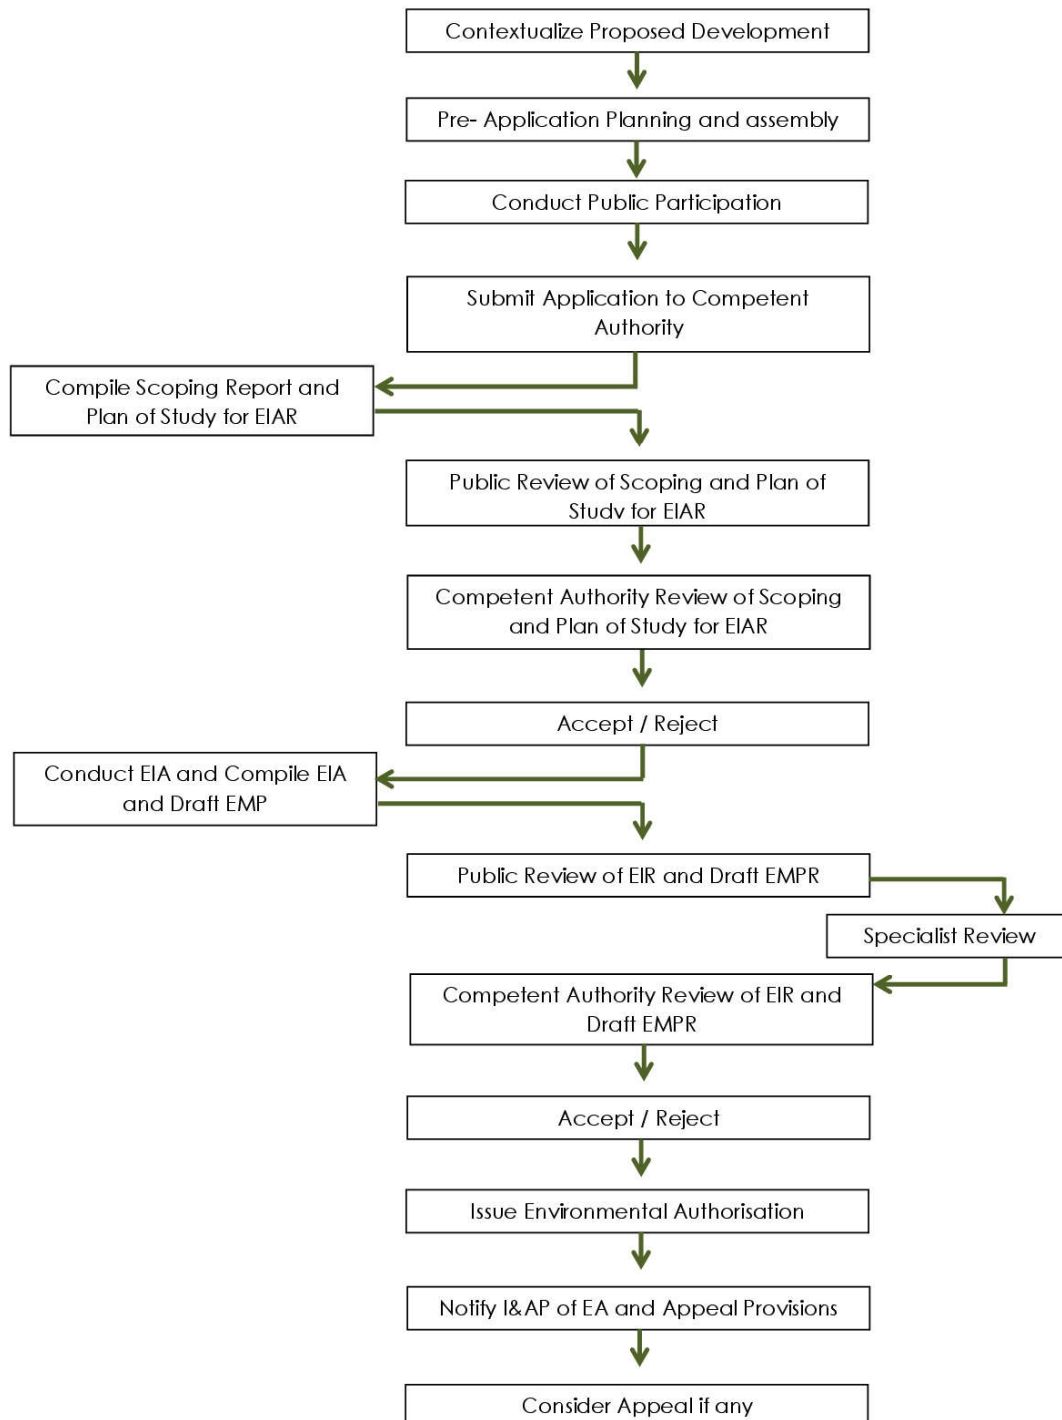 Contextualize Proposed Development
Pre- Application Planning and assembly
Conduct Public Participation
Submit Application to Competent
Authority
Compile Scoping Report and
Plan of Study for EIAR
Public Review of Scoping and Plan of
Study for EIAR
Competent Authority Review of Scoping
and Plan of Study for EIAR
Accept / Reject
Conduct EIA and Compile EIA
and Draft EMP
Public Review of EIR and Draft EMPR
Specialist Review
Competent Authority Review of EIR and
Draft EMPR
Accept / Reject
Issue Environmental Authorisation
Notify I&AP of EA and Appeal Provisions
Consider Appeal if any